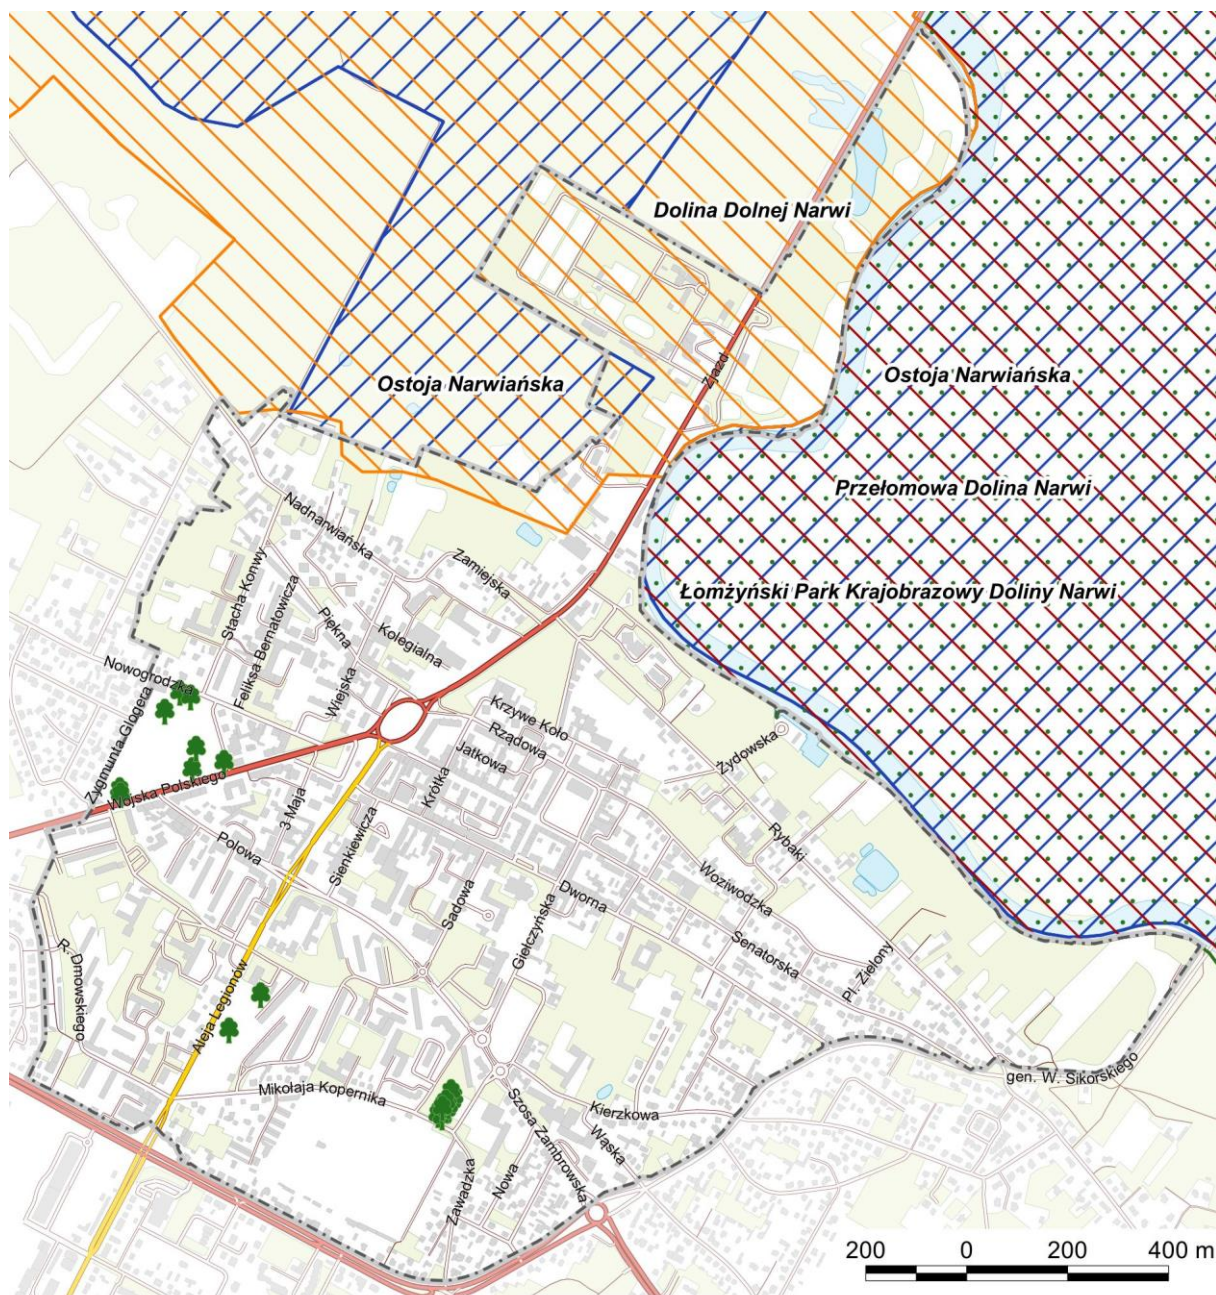 Dolina Dolnej Narwi
Zjazd
Ostoja Narwiańska
Ostoja Narwiańska
Przełomowa Dolina Narwi
Nadnarwiańska
Zamiejska
Stacha Konwy
Feliksa Bernatowicza
Piękna
Kolegialna
Łomżyński Park Krajobrazowy Doliny Narwi
Nowogrodzka
Wiejska
Zygmunta Glogera
Krzywe Koło
Rządowa
Jatkowa
Krótka
Żydowska
Wojska Polskiego
3 Maja
Sienkiewicza
Polowa
Rybaki
Woziwodzka
Sadowa
Dworna
Giełczyńska
Senatorska
Pl. Zielony
R. Dmowskiego
Aleja Legionów
Mikołaja Kopernika
gen. W. Sikorskiego
Szosa Zambrowska
Kierzkowa
Wąska
Zawadzka
Nowa
200 0 200 400 m